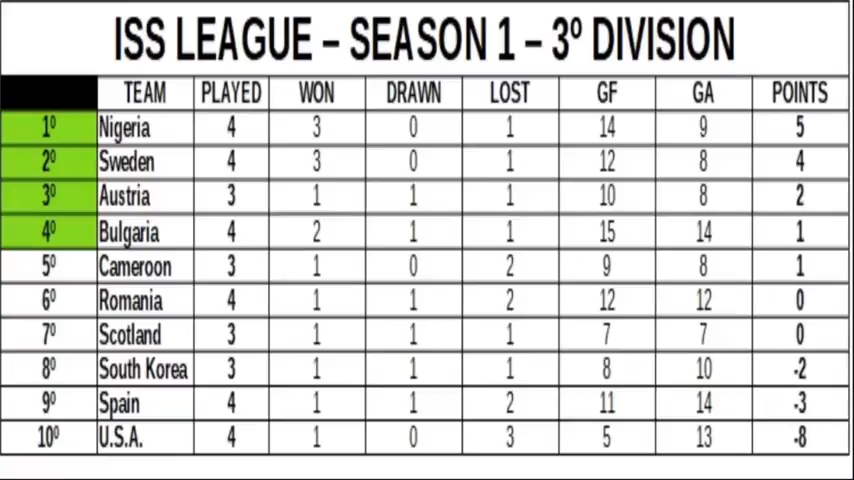 ISS LEAGUE – SEASON 1 – 3º DIVISION
TEAM PLAYED WON DRAWN LOST GF GA POINTS
1º Nigeria 4 3 0 1 14 9 5
2º Sweden 4 3 0 1 12 8 4
3º Austria 3 1 1 1 10 8 2
4º Bulgaria 4 2 1 1 15 14 1
5º Cameroon 3 1 0 2 9 8 1
6º Romania 4 1 1 2 12 12 0
7º Scotland 3 1 1 1 7 7 0
8º South Korea 3 1 1 1 8 10 -2
9º Spain 4 1 1 2 11 14 -3
10º U.S.A. 4 1 0 3 5 13 -8